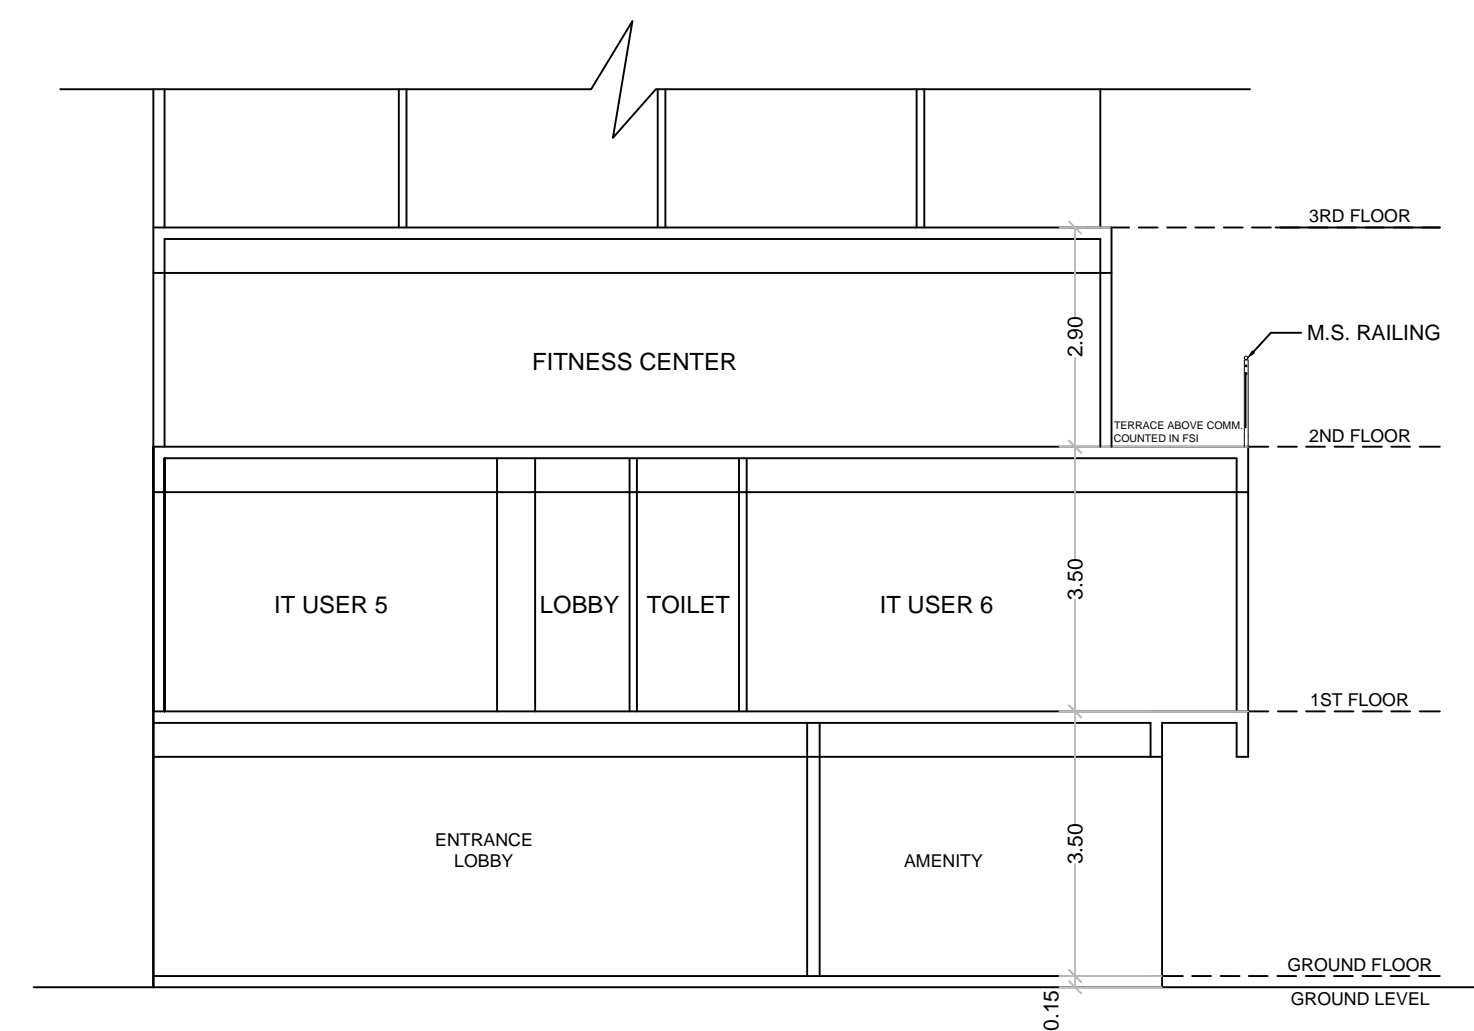 3RD FLOOR
2.90
M.S. RAILING
FITNESS CENTER
TERRACE ABOVE COMM.
COUNTED IN FSI
2ND FLOOR
3.50
IT USER 5
LOBBY
TOILET
IT USER 6
1ST FLOOR
3.50
ENTRANCE
LOBBY
AMENITY
GROUND FLOOR
0.15
GROUND LEVEL